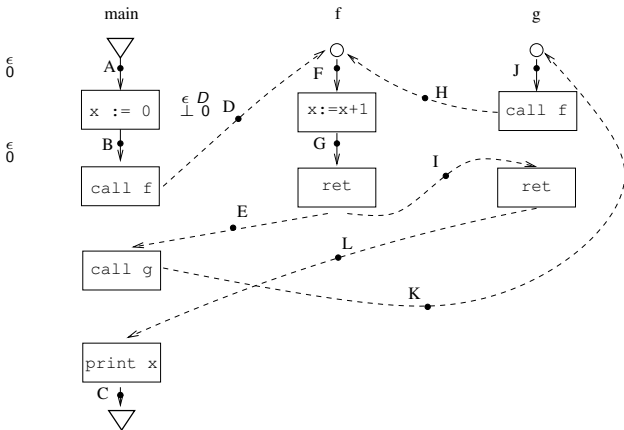 main f g
ϵ
0
A F J
H
x := 0
ϵ D
⊥ 0
D
x:=x+1
call f
ϵ
0
B G I
call f
ret
ret
E
L
call g
K
print x
C